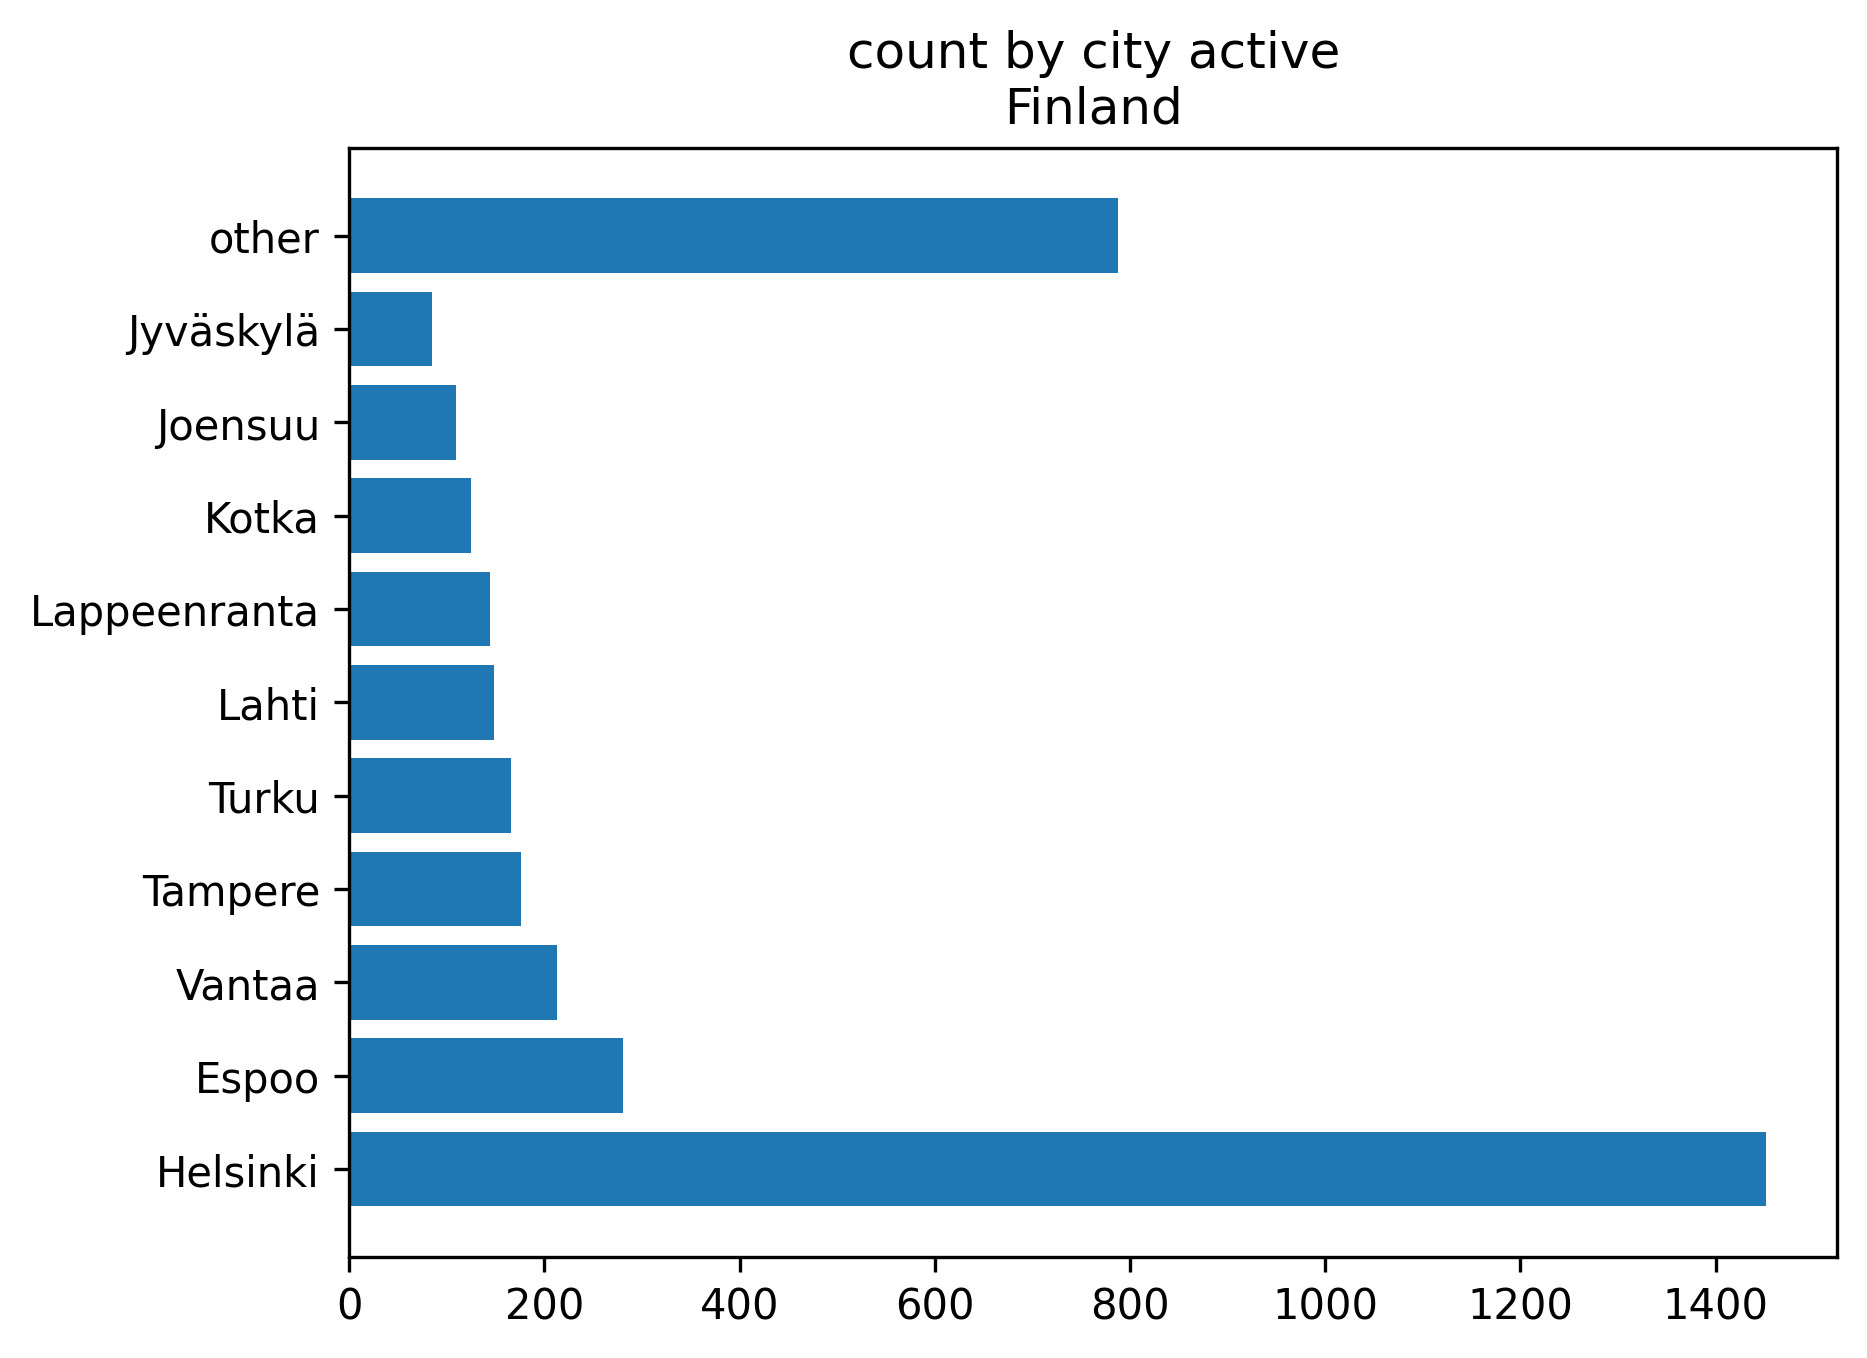 count by city active
Finland
other
Jyväskylä
Joensuu
Kotka
Lappeenranta
Lahti
Turku
Tampere
Vantaa
Espoo
Helsinki
0 200 400 600 800 1000 1200 1400